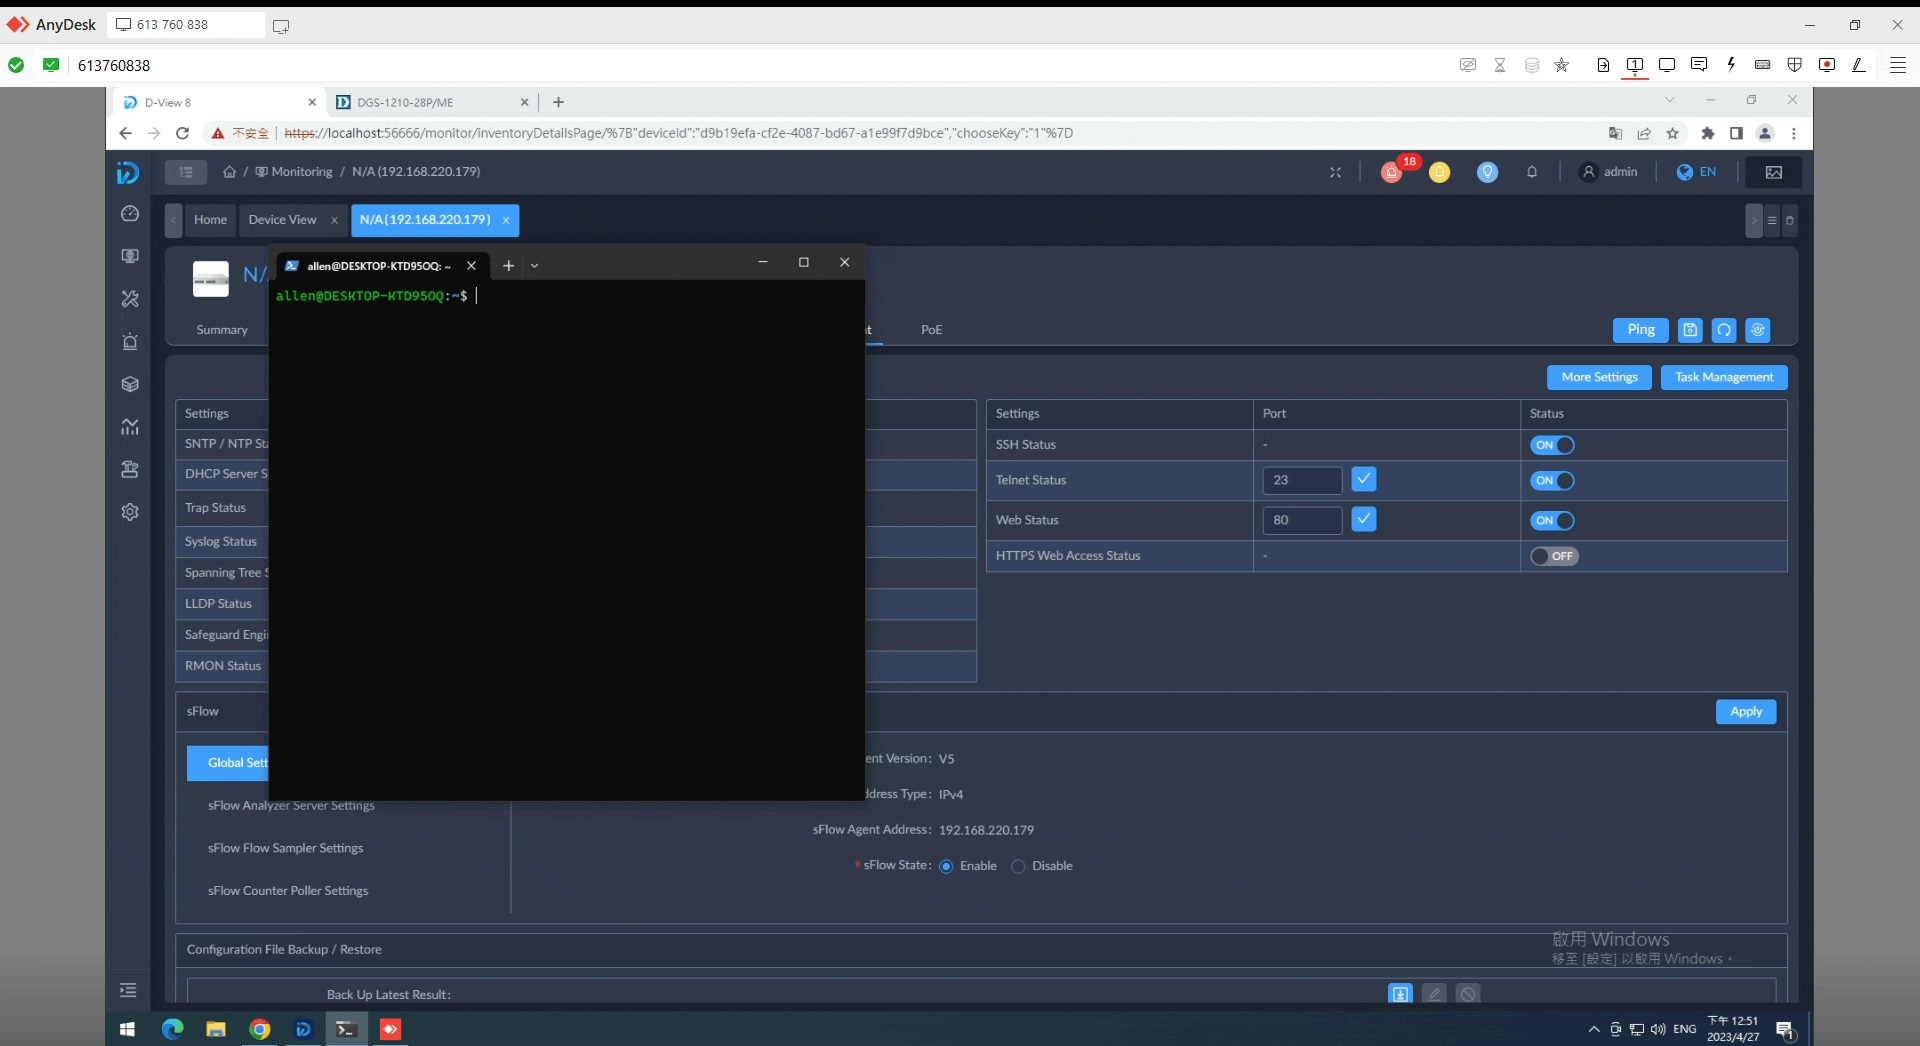 AnyDesk
613 760 838
613760838
D-View 8
DGS-1210-28P/ME
不安全
https://localhost:56666/monitor/inventoryDetailsPage/%7B"deviceId":"d9b19efa-cf2e-4087-bd67-a1e99f7d9bce","chooseKey":"1"%7D
/ Monitoring / N/A (192.168.220.179)
18
admin
EN
Home
Device View
N/A(192.168.220.179)
N/
allen@DESKTOP-KTD95OQ: ~
allen@DESKTOP-KTD95OQ:~$
Summary
t
PoE
Ping
More Settings
Task Management
Settings
SNTP / NTP Sta
DHCP Server S
Trap Status
Syslog Status
Spanning Tree S
LLDP Status
Safeguard Engi
RMON Status
Settings Port Status
SSH Status - ON
Telnet Status 23 ON
Web Status 80 ON
HTTPS Web Access Status - OFF
sFlow
Apply
Global Sett
sFlow Analyzer Server Settings
sFlow Flow Sampler Settings
sFlow Counter Poller Settings
ent Version: V5
ddress Type: IPv4
sFlow Agent Address: 192.168.220.179
* sFlow State: Enable Disable
Configuration File Backup / Restore
Back Up Latest Result:
啟用 Windows
移至 [設定] 以啟用 Windows。
ENG
下午 12:51
2023/4/27
1